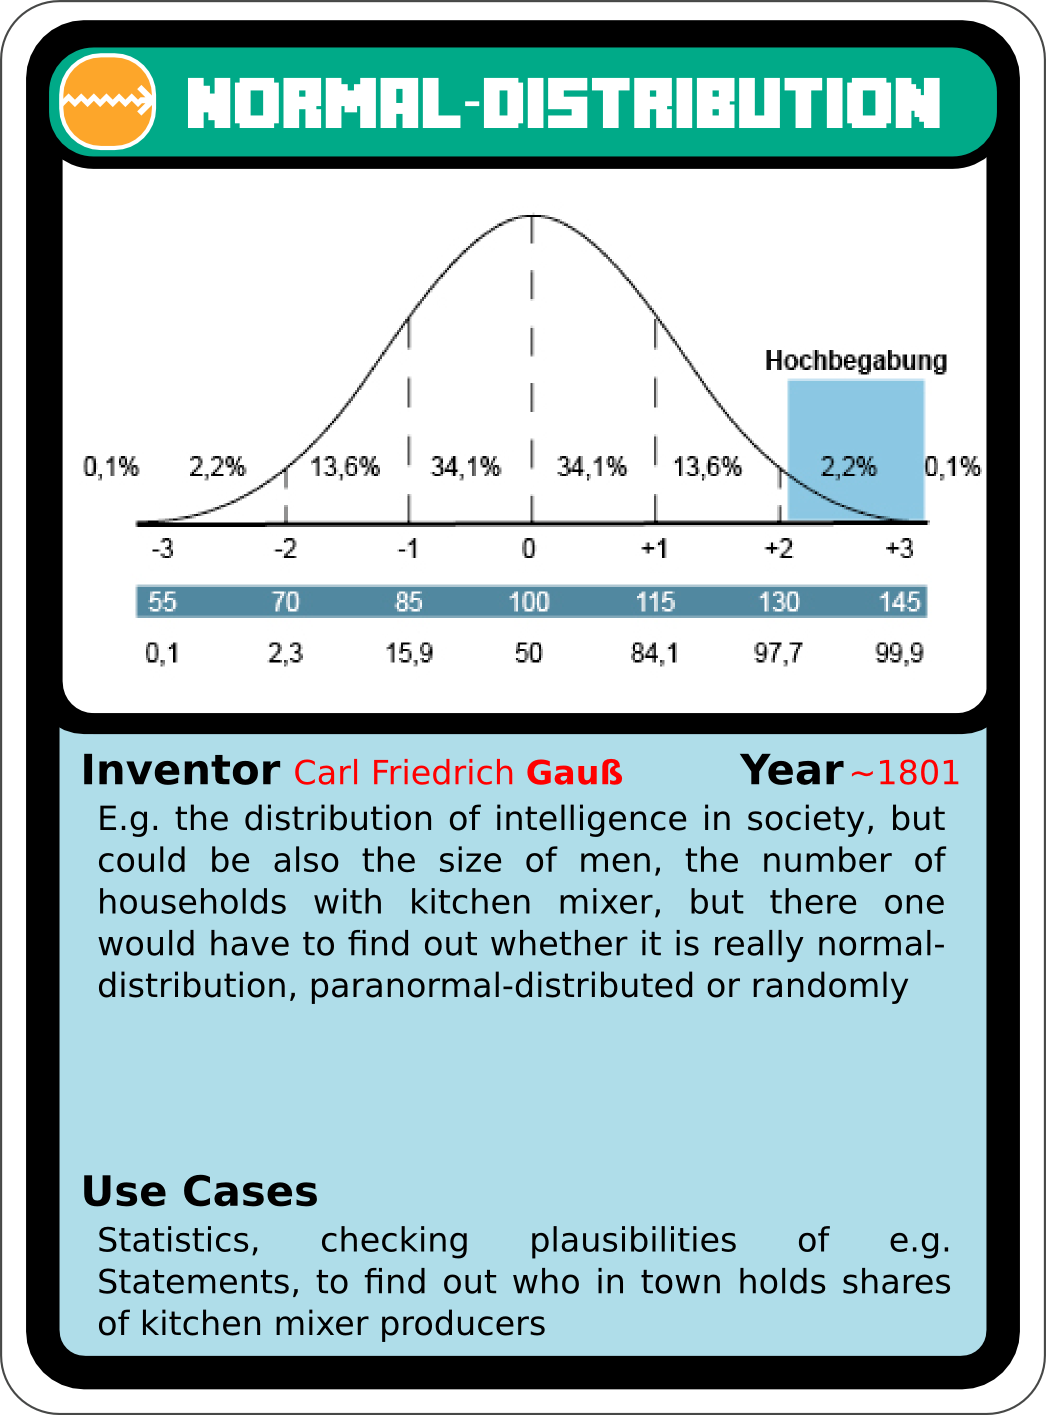 NORMAL-DISTRIBUTION
Hochbegabung
0,1% 2,2% 13,6% 34,1% 34,1% 13,6% 2,2% 0,1%
-3 -2 -1 0 +1 +2 +3
55 70 85 100 115 130 145
0,1 2,3 15,9 50 84,1 97,7 99,9
Inventor Carl Friedrich Gauß Year ~1801
E.g. the distribution of intelligence in society, but
could be also the size of men, the number of
households with kitchen mixer, but there one
would have to find out whether it is really normal-
distribution, paranormal-distributed or randomly
Use Cases
Statistics, checking plausibilities of e.g.
Statements, to find out who in town holds shares
of kitchen mixer producers